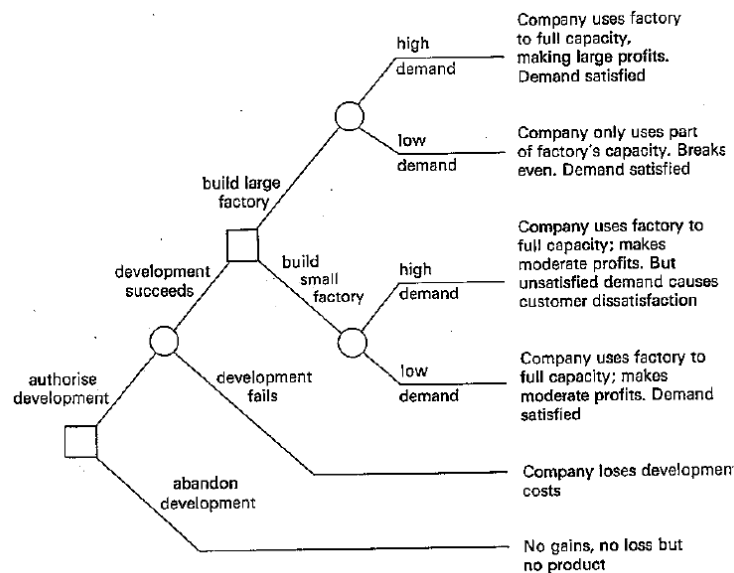 Company uses factory
to full capacity,
making large profits.
Demand satisfied
high
demand
low
demand
Company only uses part
of factory's capacity. Breaks
even. Demand satisfied
build large
factory
Company uses factory to
full capacity; makes
moderate profits. But
unsatisfied demand causes
customer dissatisfaction
build
small
factory
high
demand
development
succeeds
low
demand
Company uses factory to
full capacity; makes
moderate profits. Demand
satisfied
authorise
development
development
fails
Company loses development
costs
abandon
development
No gains, no loss but
no product